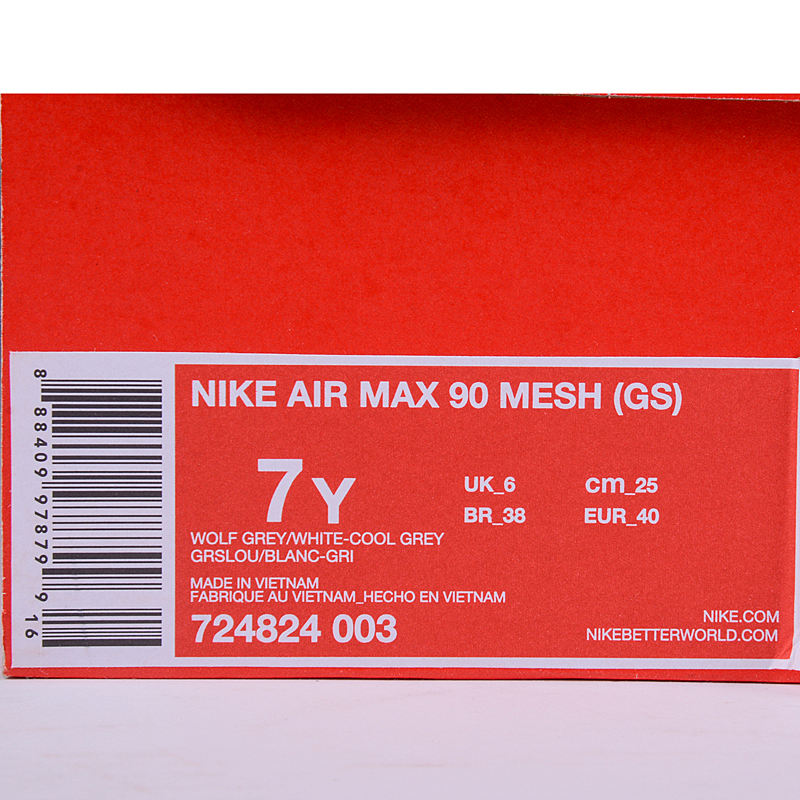 NIKE AIR MAX 90 MESH (GS)
7Y
UK_6 cm_25
BR_38 EUR_40
WOLF GREY/WHITE-COOL GREY
GRSLOU/BLANC-GRI
MADE IN VIETNAM
FABRIQUE AU VIETNAM_HECHO EN VIETNAM
724824 003
NIKE.COM
NIKEBETTERWORLD.COM
8 88409 97879 9 16